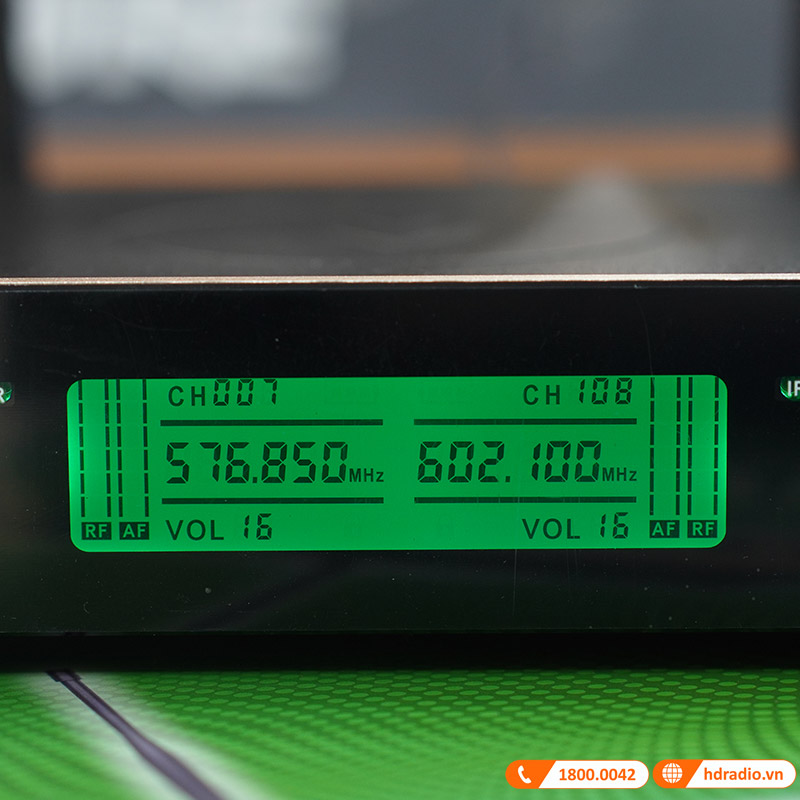 CH007
CH 108
576.850MHz
602.100MHz
RF AF VOL 16
VOL 16 AF RF
1800.0042
hdradio.vn